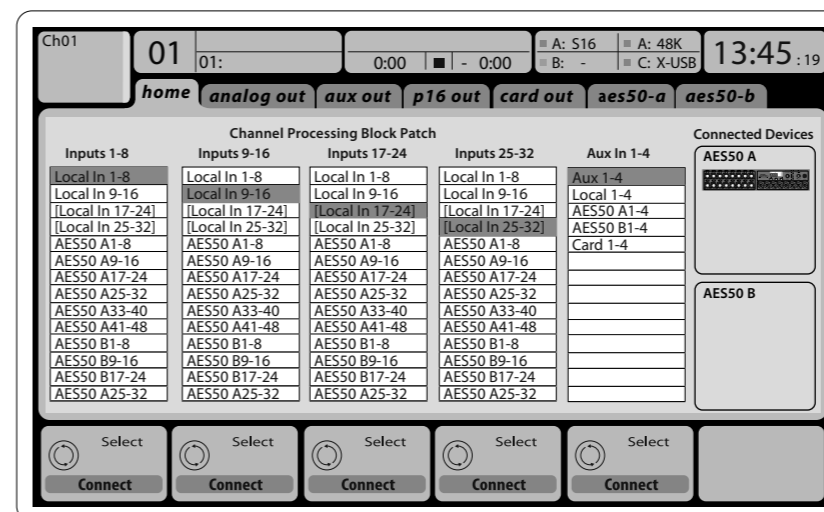 Ch01
01
01:
0:00 - 0:00
A: S16
B: -
A: 48K
C: X-USB
13:45 :19
home analog out aux out p16 out card out aes50-a aes50-b
Channel Processing Block Patch
Connected Devices
Inputs 1-8 Inputs 9-16 Inputs 17-24 Inputs 25-32 Aux In 1-4
AES50 A
Local In 1-8 Local In 1-8 Local In 1-8 Local In 1-8 Aux 1-4
Local In 9-16 Local In 9-16 Local In 9-16 Local In 9-16 Local 1-4
[Local In 17-24] [Local In 17-24] [Local In 17-24] [Local In 17-24] AES50 A1-4
[Local In 25-32] [Local In 25-32] [Local In 25-32] [Local In 25-32] AES50 B1-4
AES50 A1-8 AES50 A1-8 AES50 A1-8 AES50 A1-8 Card 1-4
AES50 A9-16 AES50 A9-16 AES50 A9-16 AES50 A9-16
AES50 A17-24 AES50 A17-24 AES50 A17-24 AES50 A17-24
AES50 A25-32 AES50 A25-32 AES50 A25-32 AES50 A25-32
AES50 B
AES50 A33-40 AES50 A33-40 AES50 A33-40 AES50 A33-40
AES50 A41-48 AES50 A41-48 AES50 A41-48 AES50 A41-48
AES50 B1-8 AES50 B1-8 AES50 B1-8 AES50 B1-8
AES50 B9-16 AES50 B9-16 AES50 B9-16 AES50 B9-16
AES50 B17-24 AES50 B17-24 AES50 B17-24 AES50 B17-24
AES50 A25-32 AES50 A25-32 AES50 A25-32 AES50 A25-32
Select Select Select Select Select
Connect Connect Connect Connect Connect